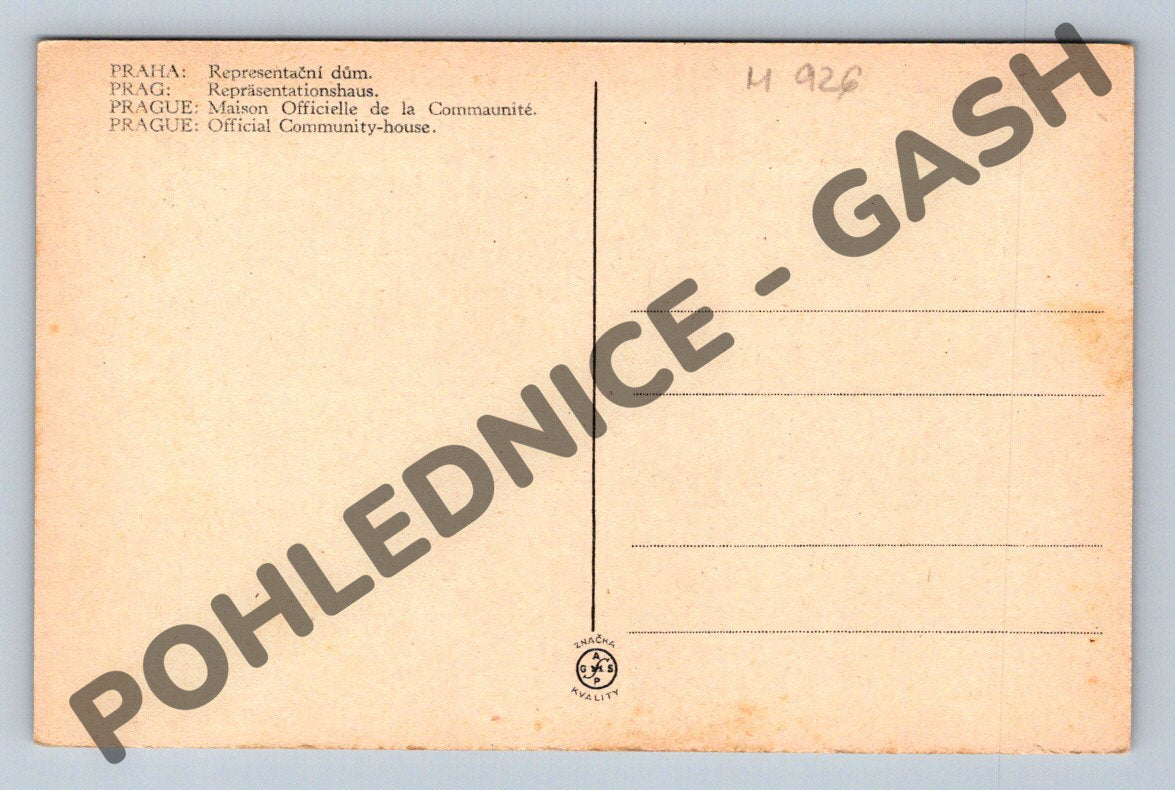 PRAHA: Representační dům.
PRAG: Repräsentationshaus.
PRAGUE: Maison Officielle de la Commaunité.
PRAGUE: Official Community-house.
H 926
POHLEDNICE - GASH
ZNAČKA
A
G S
P
KVALITY